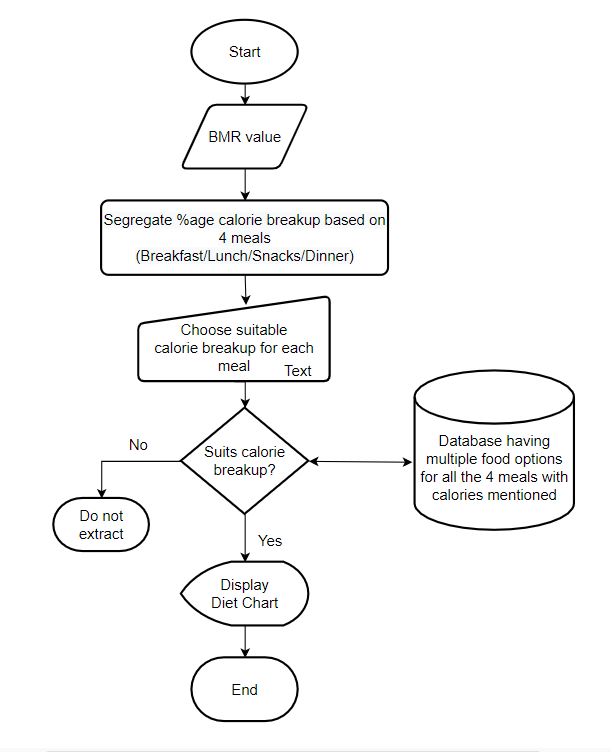 Start
BMR value
Segregate %age calorie breakup based on
4 meals
(Breakfast/Lunch/Snacks/Dinner)
Choose suitable
calorie breakup for each
meal
Text
No
Suits calorie
breakup?
Database having
multiple food options
for all the 4 meals with
calories mentioned
Do not
extract
Yes
Display
Diet Chart
End